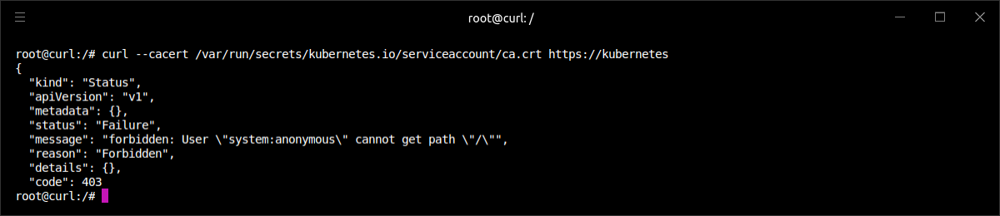 root@curl: /
root@curl:/# curl --cacert /var/run/secrets/kubernetes.io/serviceaccount/ca.crt https://kubernetes
{
  "kind": "Status",
  "apiVersion": "v1",
  "metadata": {},
  "status": "Failure",
  "message": "forbidden: User \"system:anonymous\" cannot get path \"/\"",
  "reason": "Forbidden",
  "details": {},
  "code": 403
root@curl:/#